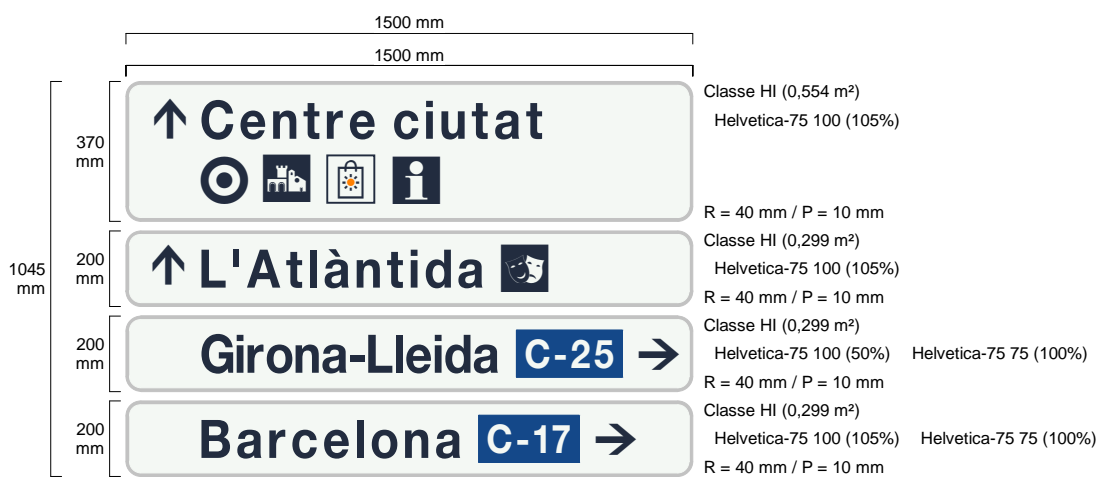 1500 mm
1500 mm
1045 mm
370 mm
Centre ciutat
i
Classe HI (0,554 m²)
Helvetica-75 100 (105%)
R = 40 mm / P = 10 mm
200 mm
L'Atlàntida
Classe HI (0,299 m²)
Helvetica-75 100 (105%)
R = 40 mm / P = 10 mm
200 mm
Girona-Lleida C-25
Classe HI (0,299 m²)
Helvetica-75 100 (50%) Helvetica-75 75 (100%)
R = 40 mm / P = 10 mm
200 mm
Barcelona C-17
Classe HI (0,299 m²)
Helvetica-75 100 (105%) Helvetica-75 75 (100%)
R = 40 mm / P = 10 mm